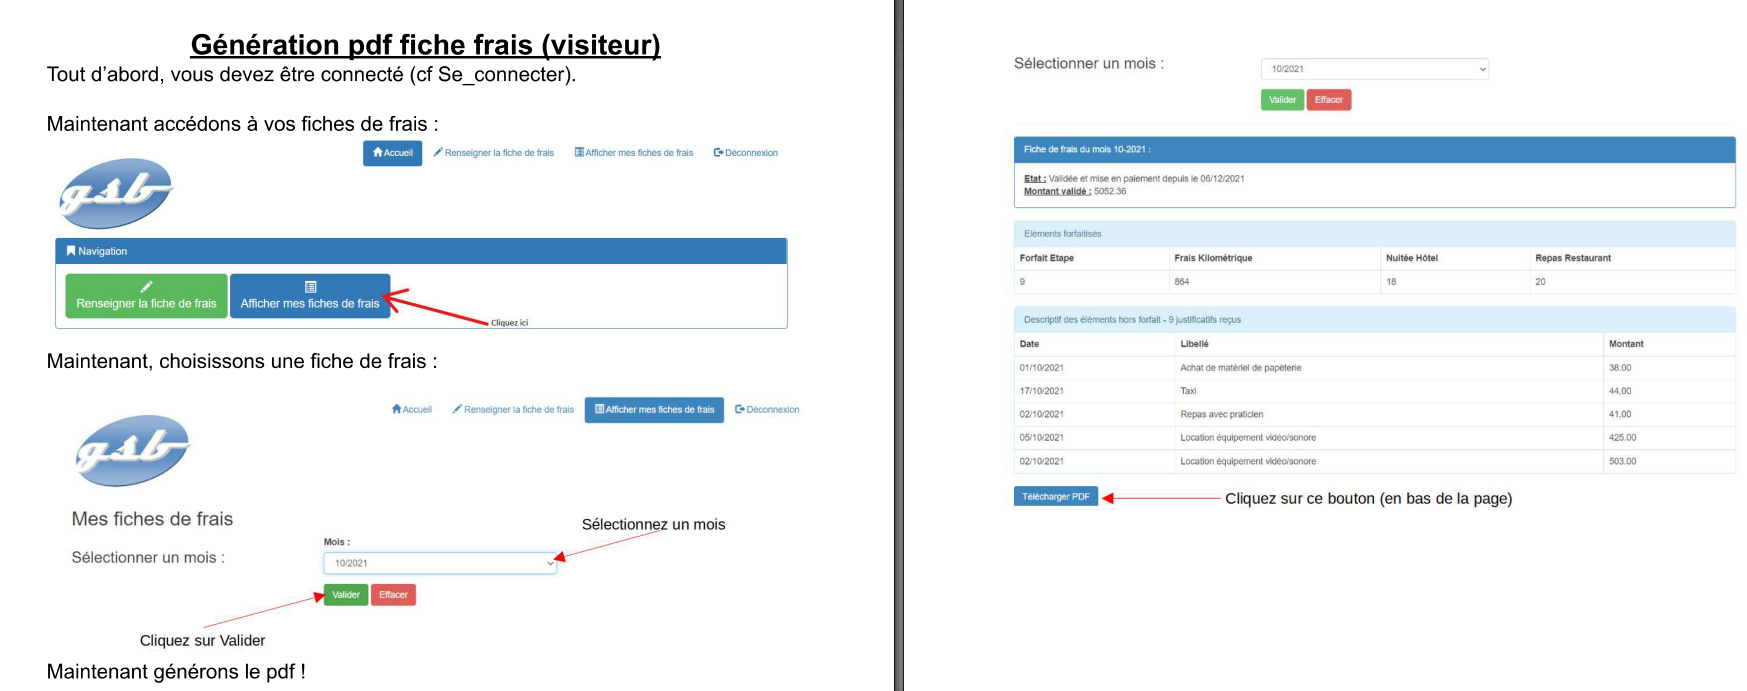 Génération pdf fiche frais (visiteur)
Tout d'abord, vous devez être connecté (cf Se_connecter).
Maintenant accédons à vos fiches de frais :
Accueil Renseigner la fiche de frais Afficher mes fiches de frais Déconnexion
gsb
Navigation
Renseigner la fiche de frais Afficher mes fiches de frais
Cliquez ici
Maintenant, choisissons une fiche de frais :
Accueil Renseigner la fiche de frais Afficher mes fiches de frais Déconnexion
gsb
Mes fiches de frais
Sélectionnez un mois
Mois :
Sélectionner un mois :
10/2021
Valider Effacer
Cliquez sur Valider
Maintenant générons le pdf !
Sélectionner un mois :
10/2021
Valider Effacer
Fiche de frais du mois 10-2021 :
Etat : Validée et mise en paiement depuis le 06/12/2021
Montant validé : 5052.36
Eléments forfaitisés
Forfait Etape Frais Kilométrique Nuitée Hôtel Repas Restaurant
9 864 18 20
Descriptif des éléments hors forfait - 9 justificatifs reçus
Date Libellé Montant
01/10/2021 Achat de matériel de papèterie 38.00
17/10/2021 Taxi 44.00
02/10/2021 Repas avec praticien 41.00
05/10/2021 Location équipement vidéo/sonore 425.00
02/10/2021 Location équipement vidéo/sonore 503.00
Télécharger PDF
Cliquez sur ce bouton (en bas de la page)